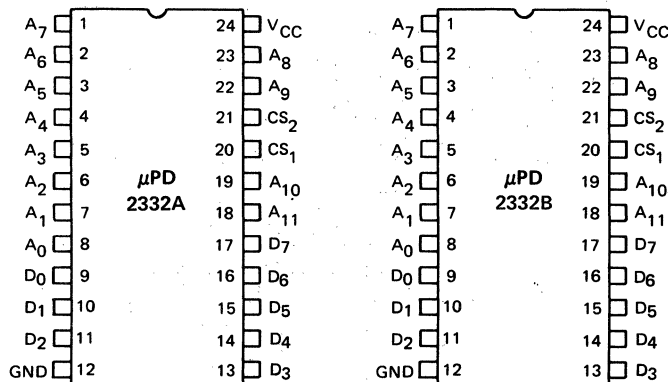 A7 1 24 VCC
A6 2 23 A8
A5 3 22 A9
A4 4 21 CS2
A3 5 20 CS1
A2 6 19 A10
A1 7 18 A11
A0 8 17 D7
D0 9 16 D6
D1 10 15 D5
D2 11 14 D4
GND 12 13 D3
μPD
2332A
A7 1 24 VCC
A6 2 23 A8
A5 3 22 A9
A4 4 21 CS2
A3 5 20 CS1
A2 6 19 A10
A1 7 18 A11
A0 8 17 D7
D0 9 16 D6
D1 10 15 D5
D2 11 14 D4
GND 12 13 D3
μPD
2332B